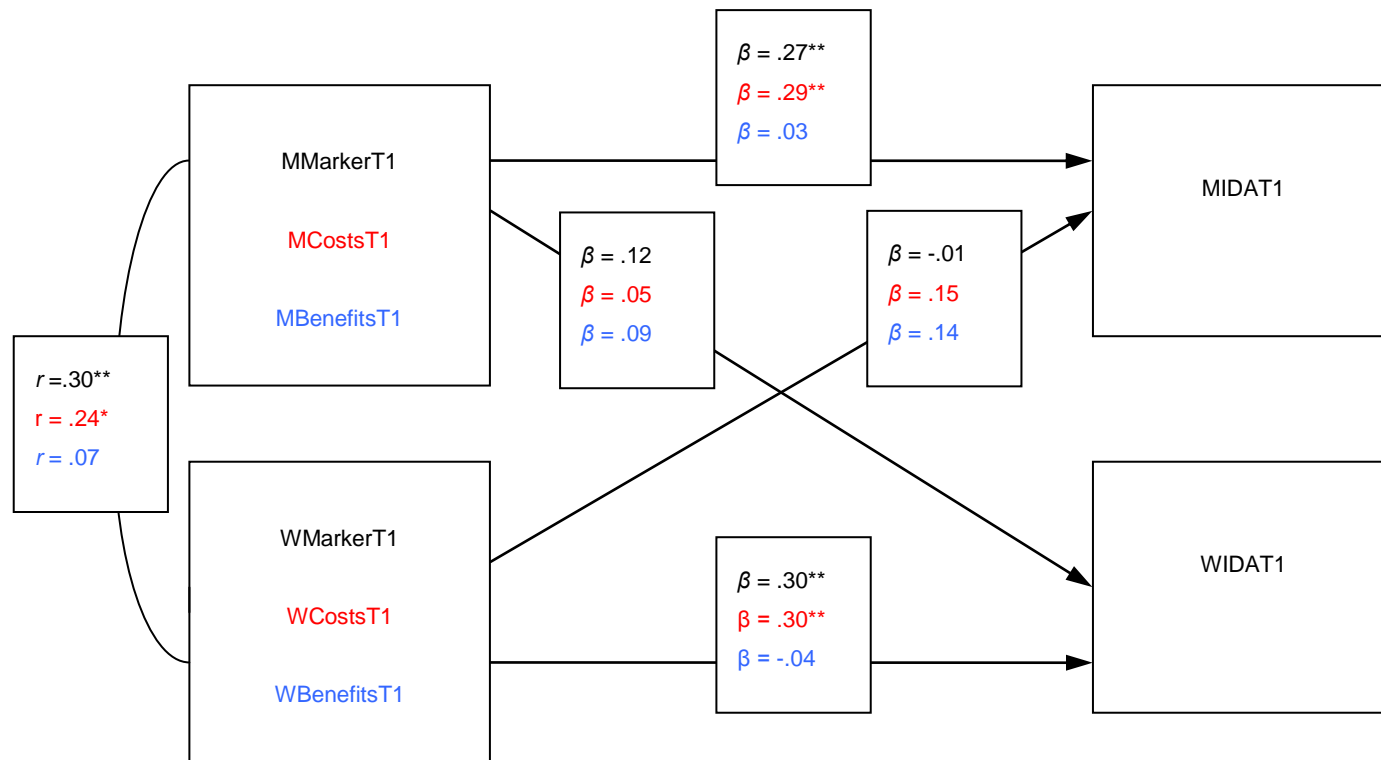 β = .27**
β = .29**
β = .03
MMarkerT1
MCostsT1
MBenefitsT1
MIDAT1
β = .12
β = .05
β = .09
β = -.01
β = .15
β = .14
r =.30**
r = .24*
r = .07
WMarkerT1
WCostsT1
WBenefitsT1
β = .30**
β = .30**
β = -.04
WIDAT1